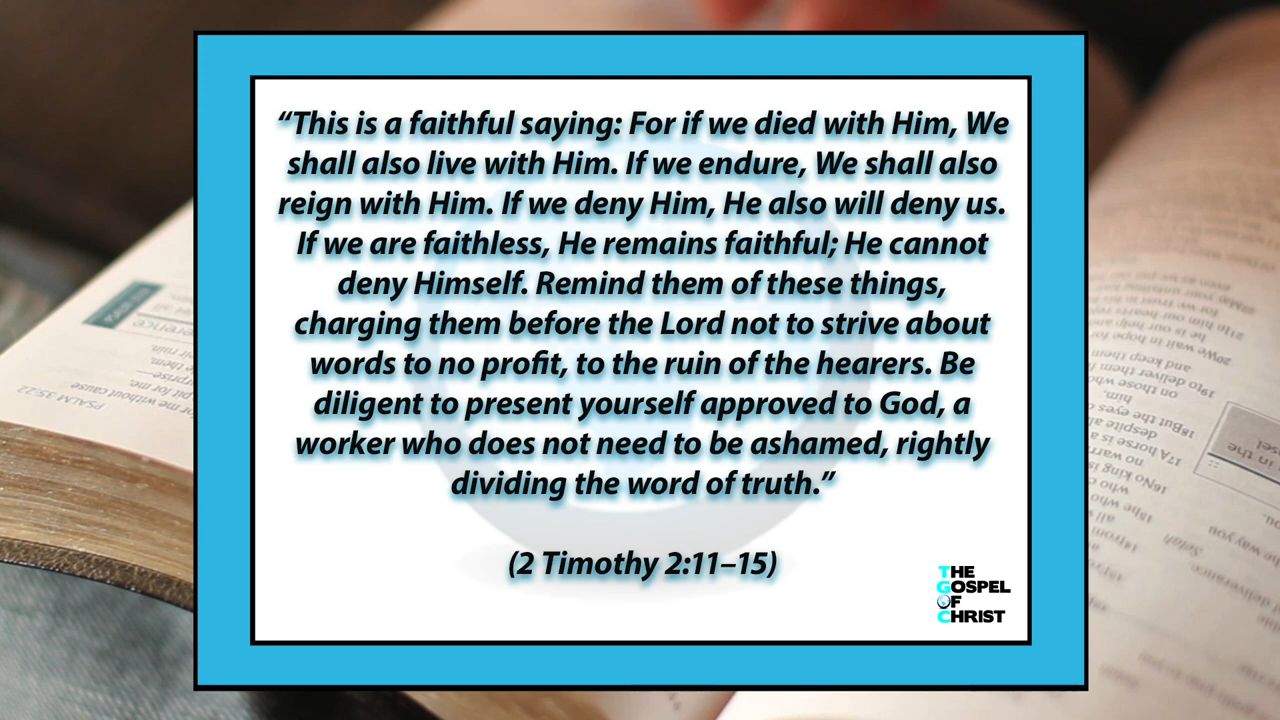 “This is a faithful saying: For if we died with Him, We
shall also live with Him. If we endure, We shall also
reign with Him. If we deny Him, He also will deny us.
If we are faithless, He remains faithful; He cannot
deny Himself. Remind them of these things,
charging them before the Lord not to strive about
words to no profit, to the ruin of the hearers. Be
diligent to present yourself approved to God, a
worker who does not need to be ashamed, rightly
dividing the word of truth.”
(2 Timothy 2:11–15)
THE
GOSPEL
OF
CHRIST
PSALM 35:22